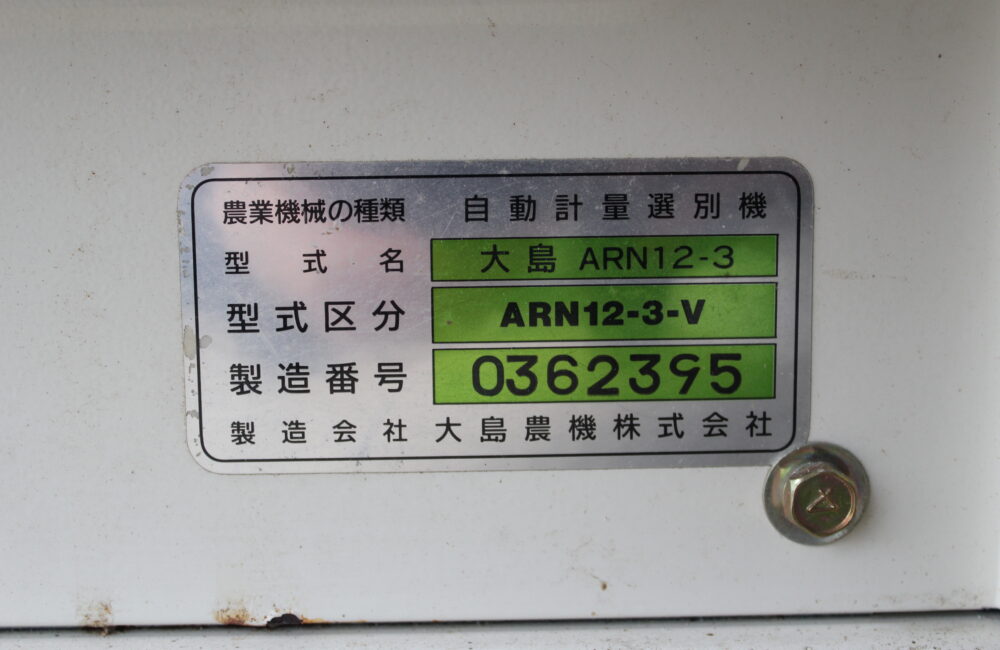 農業機械の種類 自動計量選別機
型式名 大島 ARN12-3
型式区分 ARN12-3-V
製造番号 0362395
製造会社 大島農機株式会社